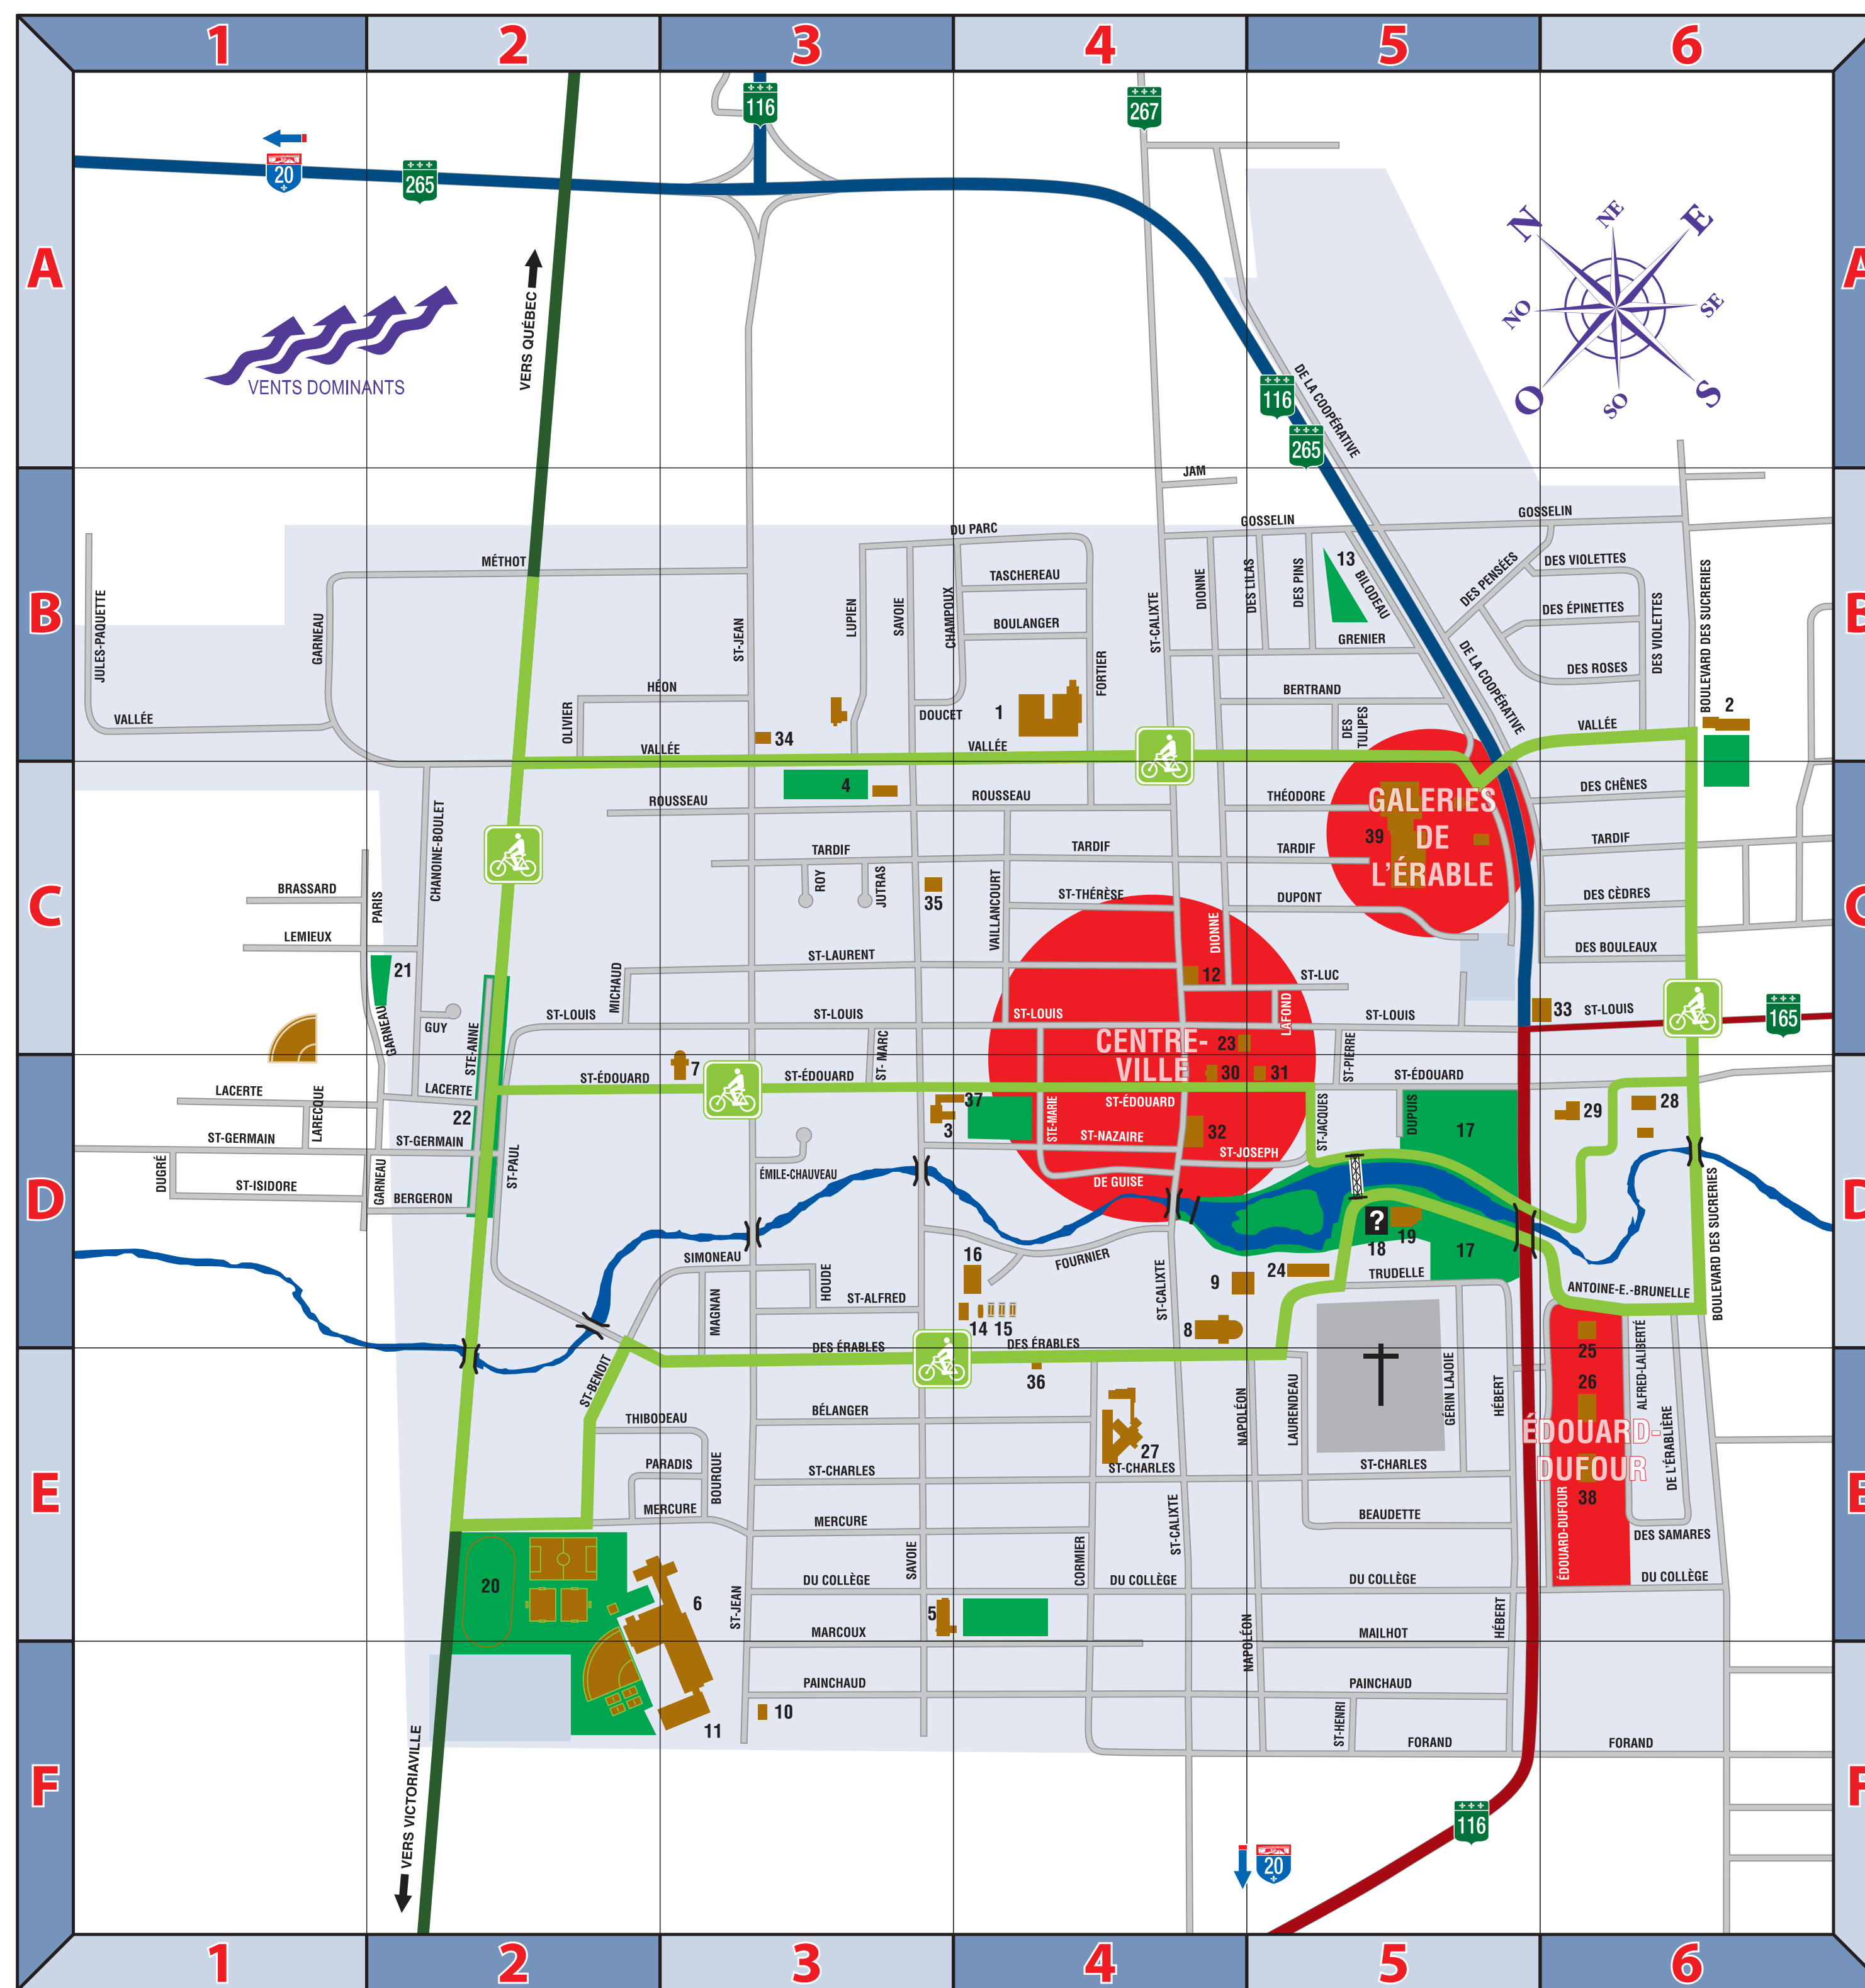 1 2 3 4 5 6
116
267
20
265
A
A
N
NE
E
NO
SE
O
SO
S
VERS QUÉBEC
VENTS DOMINANTS
116
265
DE LA COOPÉRATIVE
JAM
GOSSELIN
GOSSELIN
DU PARC
MÉTHOT
TASCHEREAU
13
DES VIOLETTES
DES PENSÉES
BILODEAU
DIONNE
DES LILAS
DES PINS
B
B
JULES-PAQUETTE
GARNEAU
ST-JEAN
LUPIEN
SAVOIE
CHAMPOUX
BOULANGER
ST-CALIXTE
GRENIER
DES ÉPINETTES
DES VIOLETTES
BOULEVARD DES SUCRERIES
DE LA COOPÉRATIVE
DES ROSES
FORTIER
HÉON
BERTRAND
OLIVIER
DOUCET
1
2
VALLÉE
34
DES
TULIPES
VALLÉE
VALLÉE
VALLÉE
4
ROUSSEAU
ROUSSEAU
THÉODORE
GALERIES
DE
L'ÉRABLE
39
DES CHÊNES
CHANOINE-BOULET
TARDIF
TARDIF
TARDIF
TARDIF
C
C
BRASSARD
PARIS
ROY
JUTRAS
35
VAILLANCOURT
ST-THÉRÈSE
DUPONT
DES CÈDRES
LEMIEUX
DIONNE
DES BOULEAUX
21
ST-LAURENT
MICHAUD
12
ST-LUC
GARNEAU
GUY
STE-ANNE
ST-LOUIS
ST-LOUIS
ST-LOUIS
LAFOND
ST-LOUIS
33
ST-LOUIS
165
ST-MARC
CENTRE-
VILLE
23
ST-PIERRE
7
ST-ÉDOUARD
ST-ÉDOUARD
30
31
ST-ÉDOUARD
LACERTE
LACERTE
LARECQUE
22
37
3
STE-MARIE
ST-ÉDOUARD
ST-JACQUES
DUPUIS
17
29
28
ST-GERMAIN
ST-GERMAIN
ST-NAZAIRE
32
ST-JOSEPH
DUGRÉ
ST-PAUL
ÉMILE-CHAUVEAU
DE GUISE
D
D
ST-ISIDORE
GARNEAU
BERGERON
?
18
19
17
BOULEVARD DES SUCRERIES
SIMONEAU
16
FOURNIER
HOUDE
9
24
TRUDELLE
ANTOINE-E.-BRUNELLE
MAGNAN
ST-ALFRED
14
15
ST-CALIXTE
8
DES ÉRABLES
DES ÉRABLES
25
ALFRED-LALIBERTÉ
ST-BENOIT
36
26
GÉRIN LAJOIE
HÉBERT
THIBODEAU
BÉLANGER
27
NAPOLÉON
LAURENDEAU
ÉDOUARD-
DUFOUR
DE L'ÉRABLIÈRE
PARADIS
BOURQUE
ST-CHARLES
ST-CHARLES
ST-CHARLES
E
E
38
MERCURE
MERCURE
ST-CALIXTE
BEAUDETTE
ÉDOUARD-DUFOUR
DES SAMARES
20
SAVOIE
CORMIER
DU COLLÈGE
DU COLLÈGE
DU COLLÈGE
DU COLLÈGE
6
ST-JEAN
5
NAPOLÉON
HÉBERT
MARCOUX
MAILHOT
PAINCHAUD
PAINCHAUD
10
11
ST-HENRI
FORAND
FORAND
F
F
VERS VICTORIAVILLE
116
20
1 2 3 4 5 6